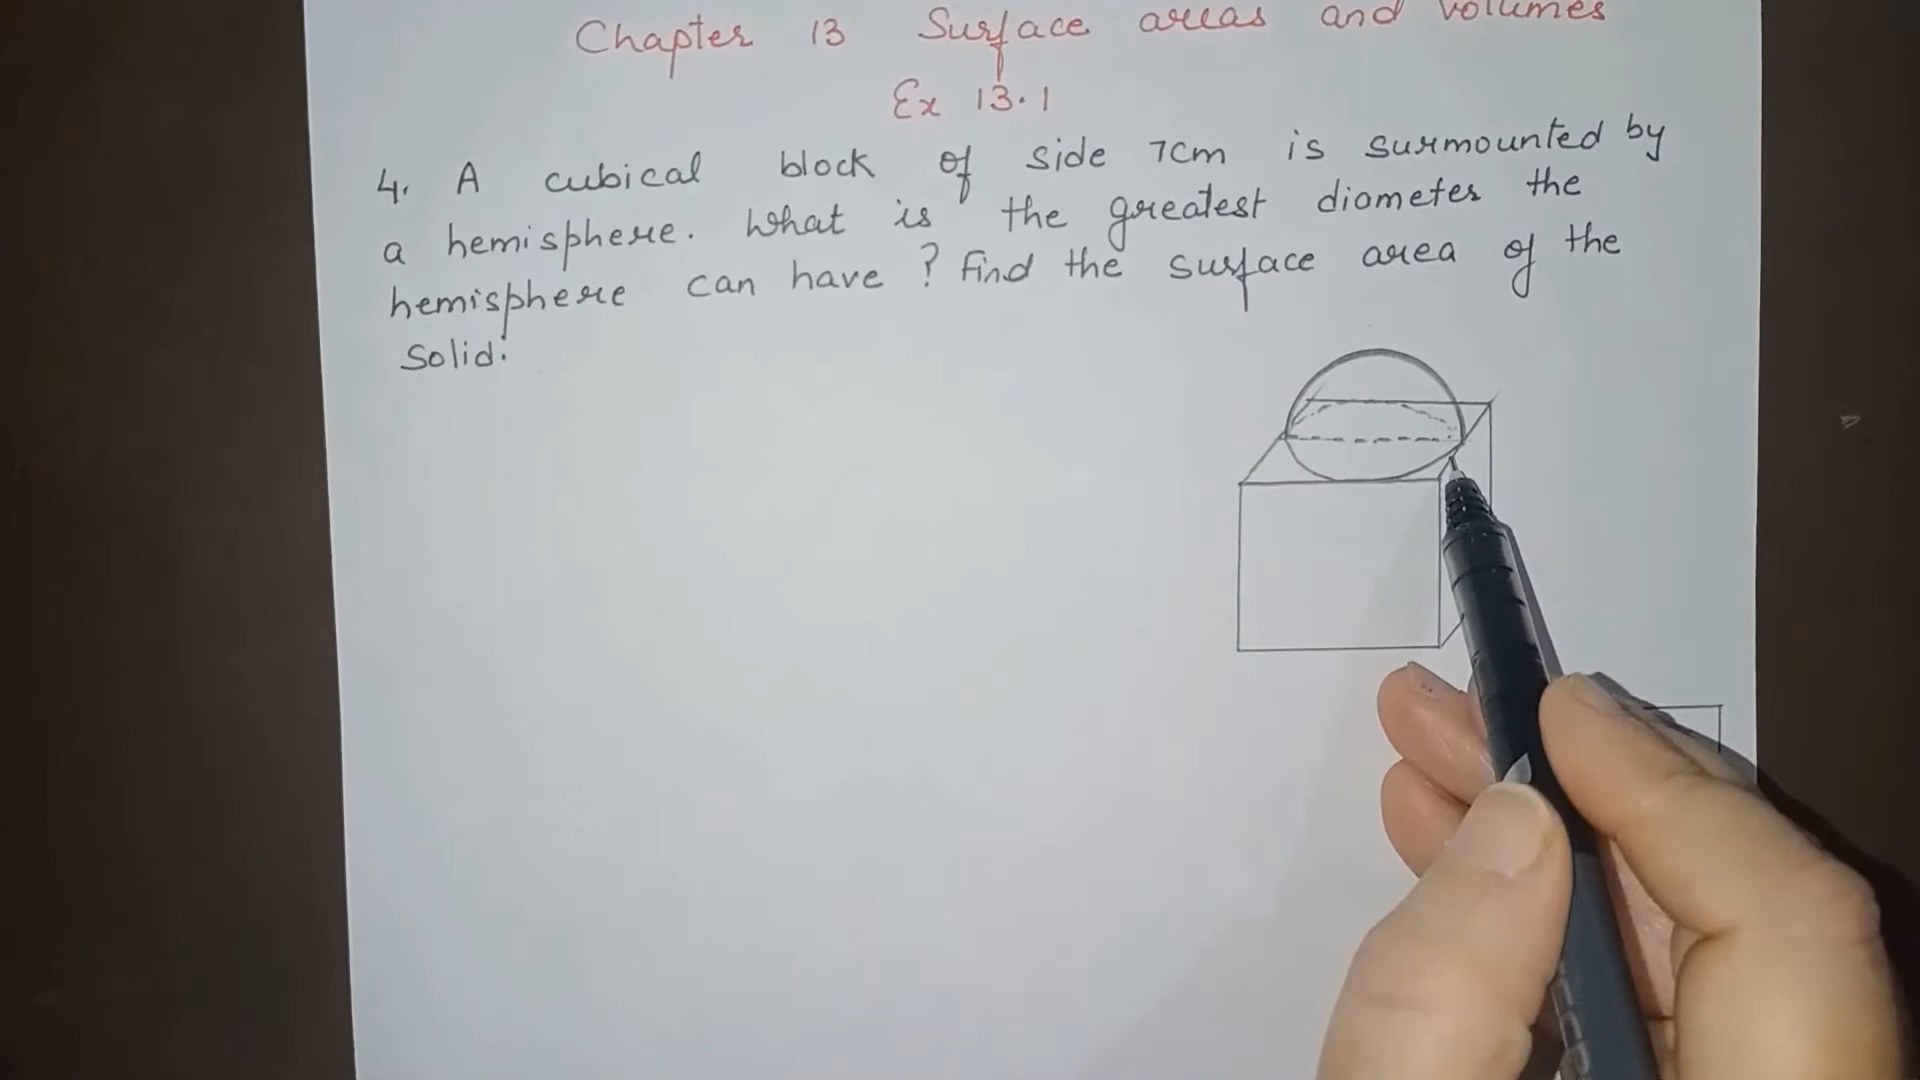 Chapter 13 Surface areas and volumes
Ex 13.1
4. A cubical block of side 7cm is surmounted by
a hemisphere. What is the greatest diameter the
hemisphere can have? Find the surface area of the
solid.